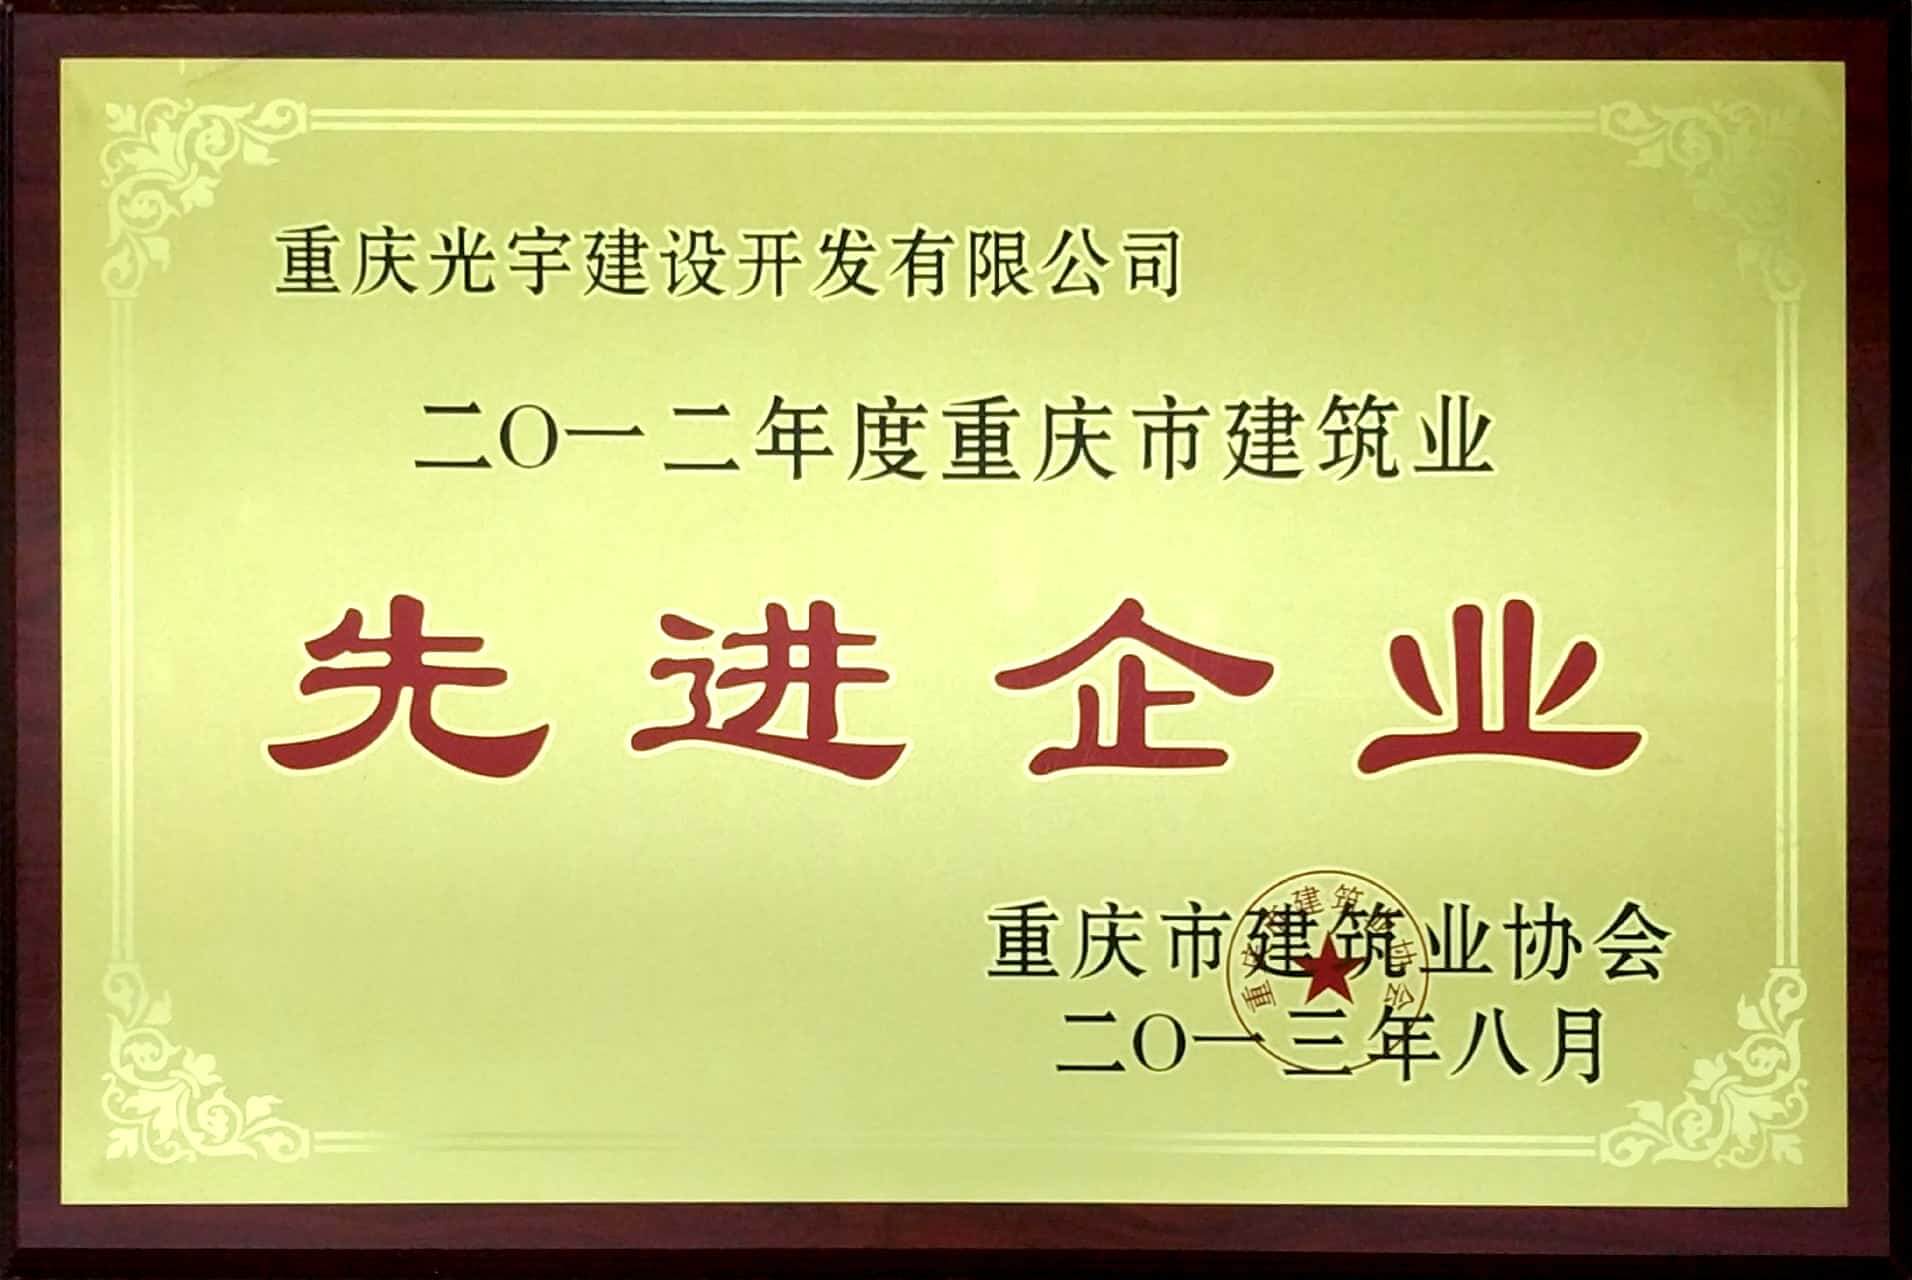 重庆光宇建设开发有限公司
二〇一二年度重庆市建筑业
先进企业
重庆市建筑业协会
二〇一三年八月
重庆市建筑业协会